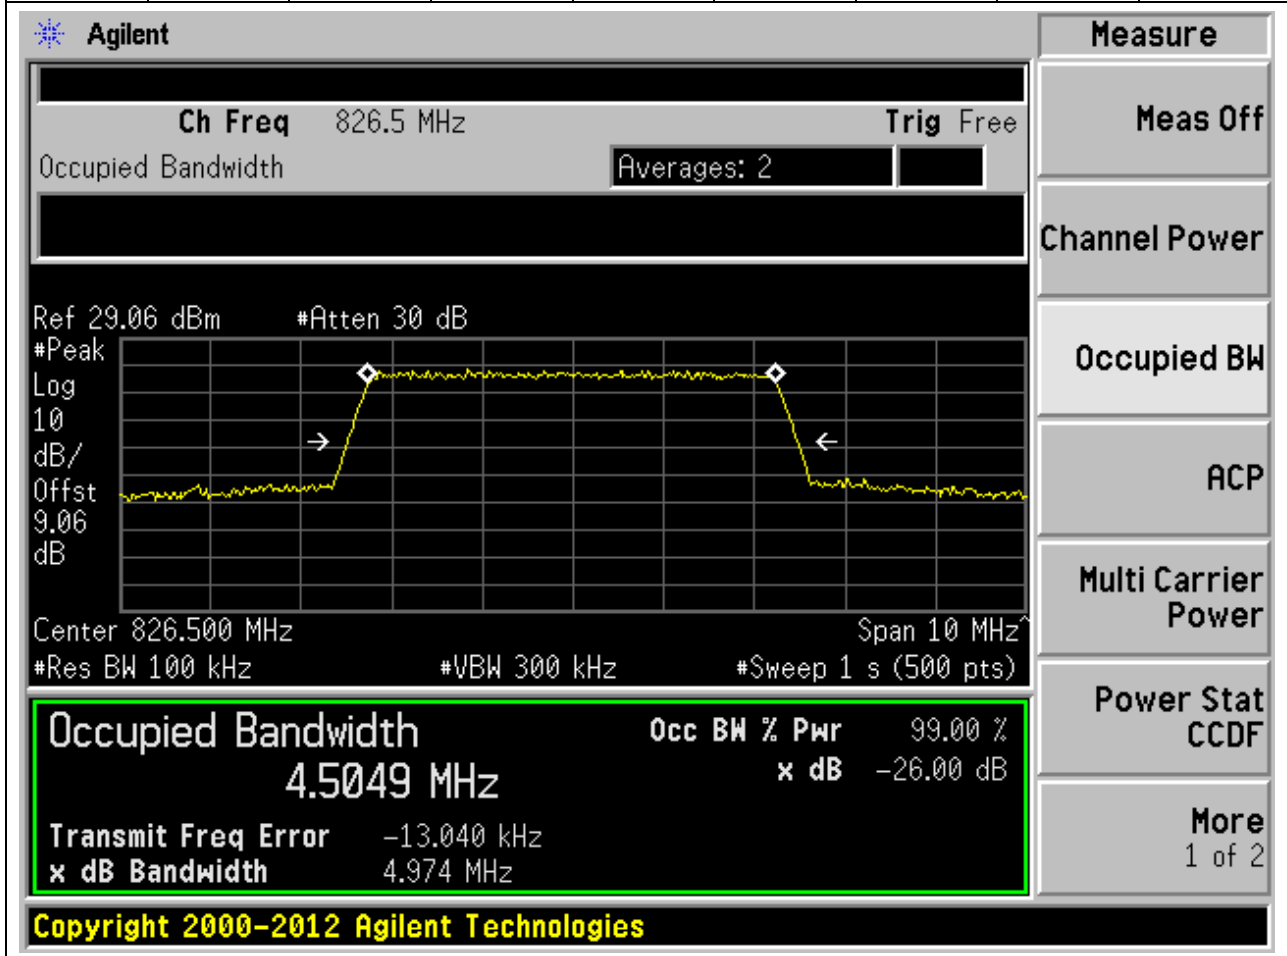 Agilent
Measure
Ch Freq 826.5 MHz Trig Free
Occupied Bandwidth Averages: 2
Meas Off
Channel Power
Occupied BW
ACP
Multi Carrier
Power
Power Stat
CCDF
More
1 of 2
Ref 29.06 dBm #Atten 30 dB
#Peak
Log
10
dB/
Offst
9.06
dB
Center 826.500 MHz Span 10 MHz^
#Res BW 100 kHz #VBW 300 kHz #Sweep 1 s (500 pts)
Occupied Bandwidth Occ BW % Pwr 99.00 %
4.5049 MHz x dB -26.00 dB
Transmit Freq Error -13.040 kHz
x dB Bandwidth 4.974 MHz
Copyright 2000-2012 Agilent Technologies